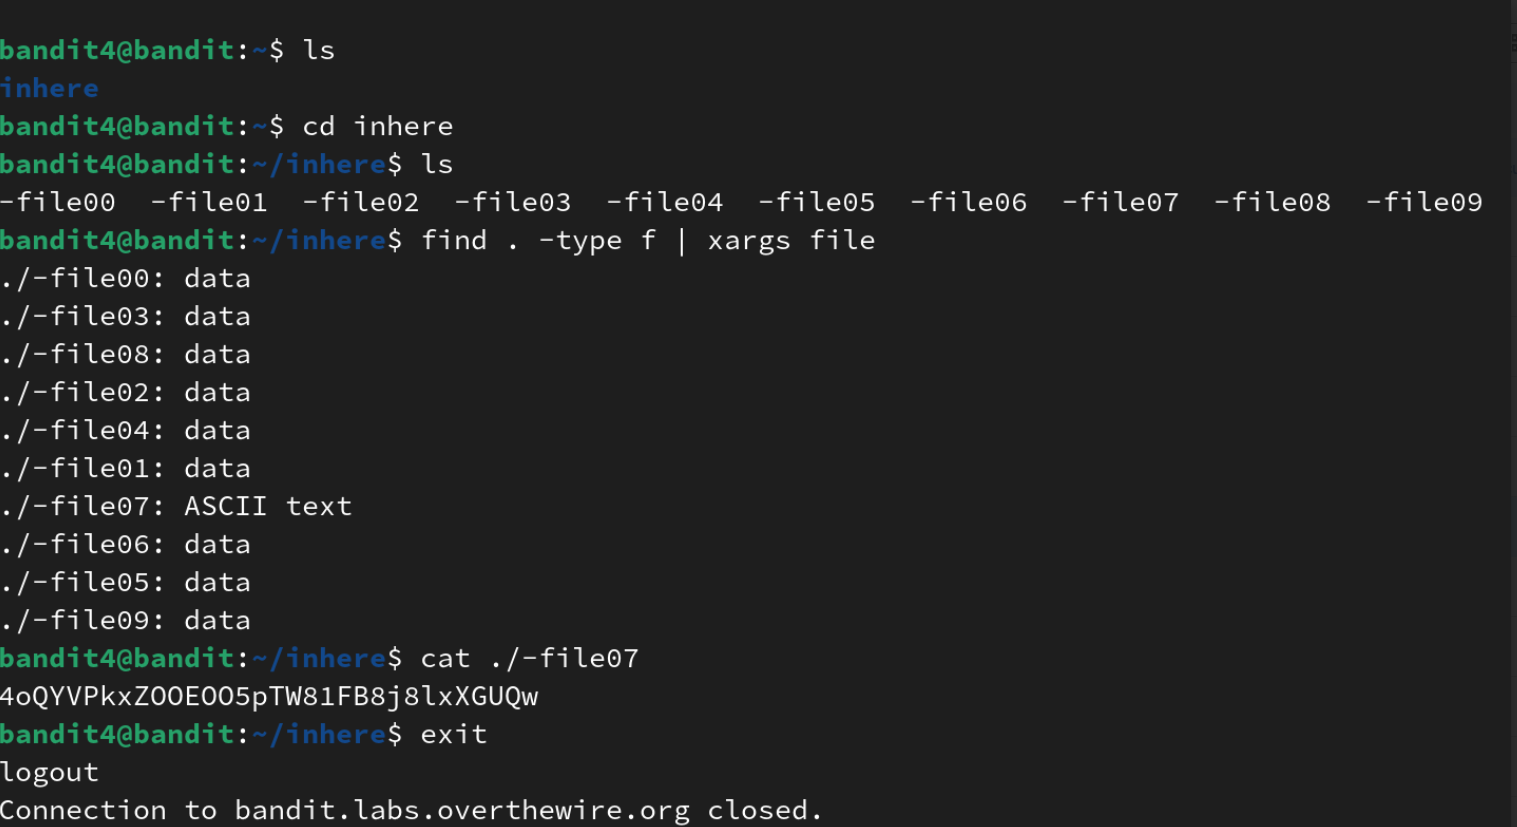 bandit4@bandit:~$ ls
inhere
bandit4@bandit:~$ cd inhere
bandit4@bandit:~/inhere$ ls
-file00  -file01  -file02  -file03  -file04  -file05  -file06  -file07  -file08  -file09
bandit4@bandit:~/inhere$ find . -type f | xargs file
./-file00: data
./-file03: data
./-file08: data
./-file02: data
./-file04: data
./-file01: data
./-file07: ASCII text
./-file06: data
./-file05: data
./-file09: data
bandit4@bandit:~/inhere$ cat ./-file07
4oQYVPkxZOOEOO5pTW81FB8j8lxXGUQw
bandit4@bandit:~/inhere$ exit
logout
Connection to bandit.labs.overthewire.org closed.